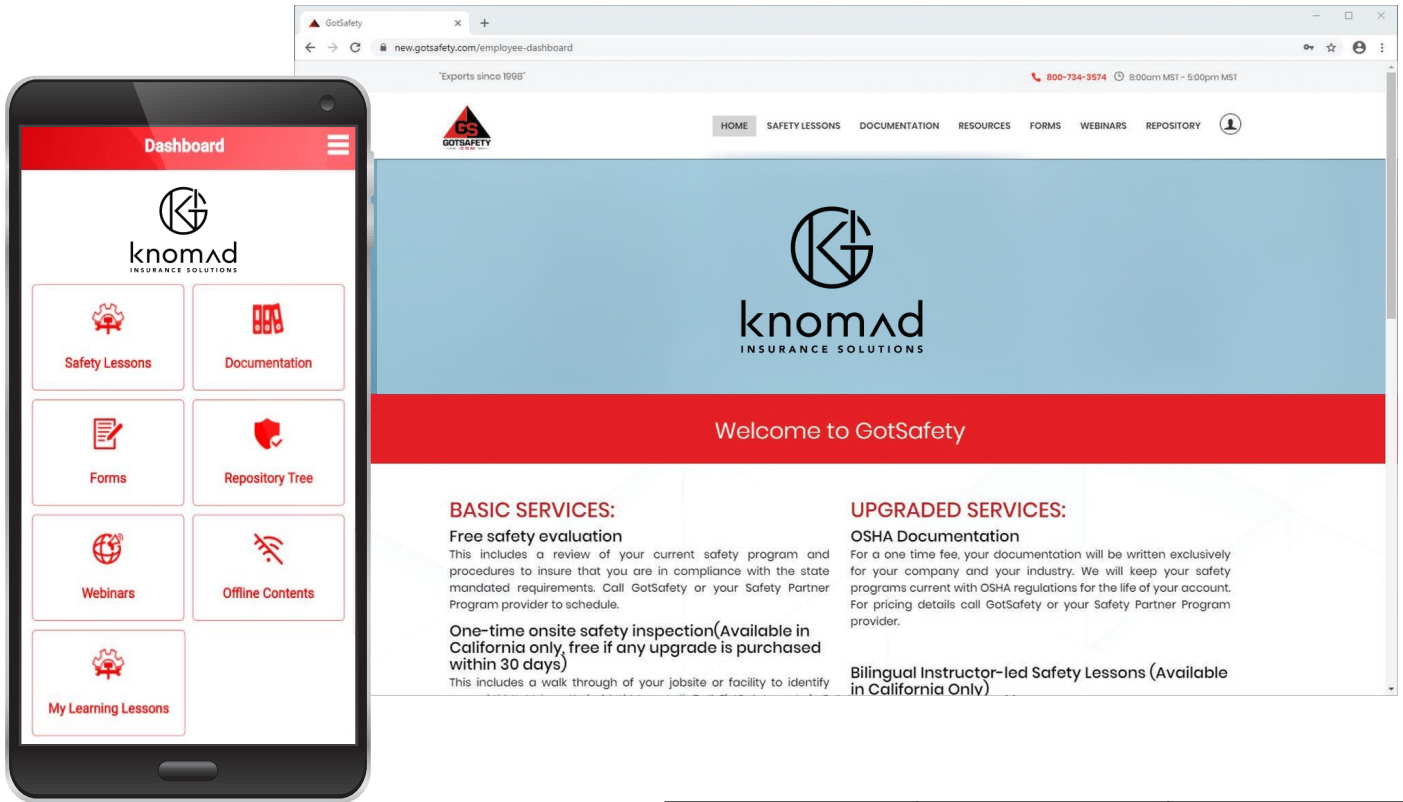 GotSafety
new.gotsafety.com/employee-dashboard
"Experts since 1998"
800-734-3574 8:00am MST - 5:00pm MST
GS
GOTSAFETY
.COM
HOME SAFETY LESSONS DOCUMENTATION RESOURCES FORMS WEBINARS REPOSITORY
knomad
INSURANCE SOLUTIONS
Welcome to GotSafety
BASIC SERVICES:
Free safety evaluation
This includes a review of your current safety program and
procedures to insure that you are in compliance with the state
mandated requirements. Call GotSafety or your Safety Partner
Program provider to schedule.
One-time onsite safety inspection(Available in
California only, free if any upgrade is purchased
within 30 days)
This includes a walk through of your jobsite or facility to identify
UPGRADED SERVICES:
OSHA Documentation
For a one time fee, your documentation will be written exclusively
for your company and your industry. We will keep your safety
programs current with OSHA regulations for the life of your account.
For pricing details call GotSafety or your Safety Partner Program
provider.
Bilingual Instructor-led Safety Lessons (Available
in California Only)
Dashboard
knomad
INSURANCE SOLUTIONS
Safety Lessons
Documentation
Forms
Repository Tree
Webinars
Offline Contents
My Learning Lessons